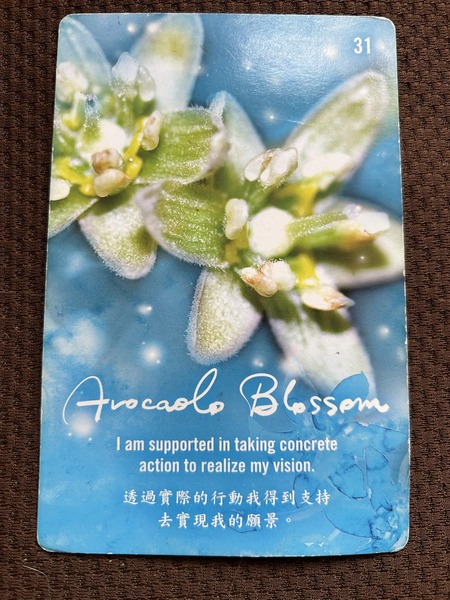 31
Avocado Blossom
I am supported in taking concrete
action to realize my vision.
透過實際的行動我得到支持
去實現我的願景。